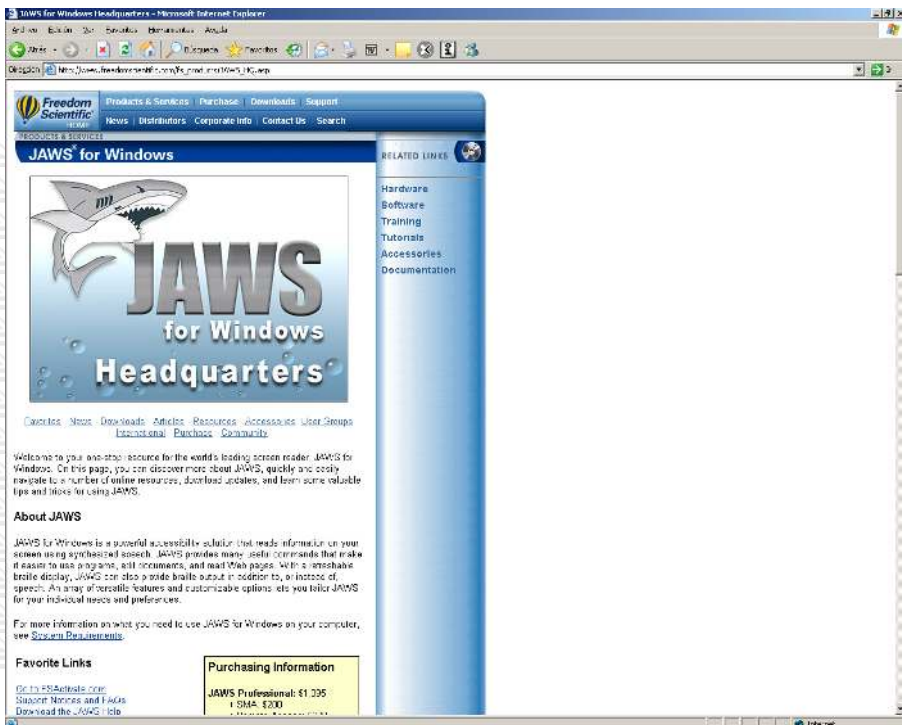 JAWS for Windows Headquarters - Microsoft Internet Explorer
Edición Ver Favoritos Herramientas Ayuda
Atrás Búsqueda Favoritos
Dirección http://www.freedomscientific.com/fs_products/JAWS_HQ.asp
Freedom Scientific HOME
Products & Services Purchase Downloads Support
News Distributors Corporate Info Contact Us Search
PRODUCTS & SERVICES
JAWS® for Windows
RELATED LINKS
Hardware
Software
Training
Tutorials
Accessories
Documentation
JAWS
for Windows
Headquarters
Favorites News Downloads Articles Resources Accessories User Groups
International Purchase Community
Welcome to your one-stop resource for the world's leading screen reader, JAWS for
Windows. On this page, you can discover more about JAWS, quickly and easily
navigate to a number of online resources, download updates, and learn some valuable
tips and tricks for using JAWS.
About JAWS
JAWS for Windows is a powerful accessibility solution that reads information on your
screen using synthesized speech. JAWS provides many useful commands that make
it easier to use programs, edit documents, and read Web pages. With a refreshable
braille display, JAWS can also provide braille output in addition to, or instead of,
speech. An array of versatile features and customizable options lets you tailor JAWS
for your individual needs and preferences.
For more information on what you need to use JAWS for Windows on your computer,
see System Requirements.
Favorite Links
Go to FSActivate.com
Support Notices and FAQs
Download the JAWS Help
Purchasing Information
JAWS Professional: $1,095
SMA: $200
Internet